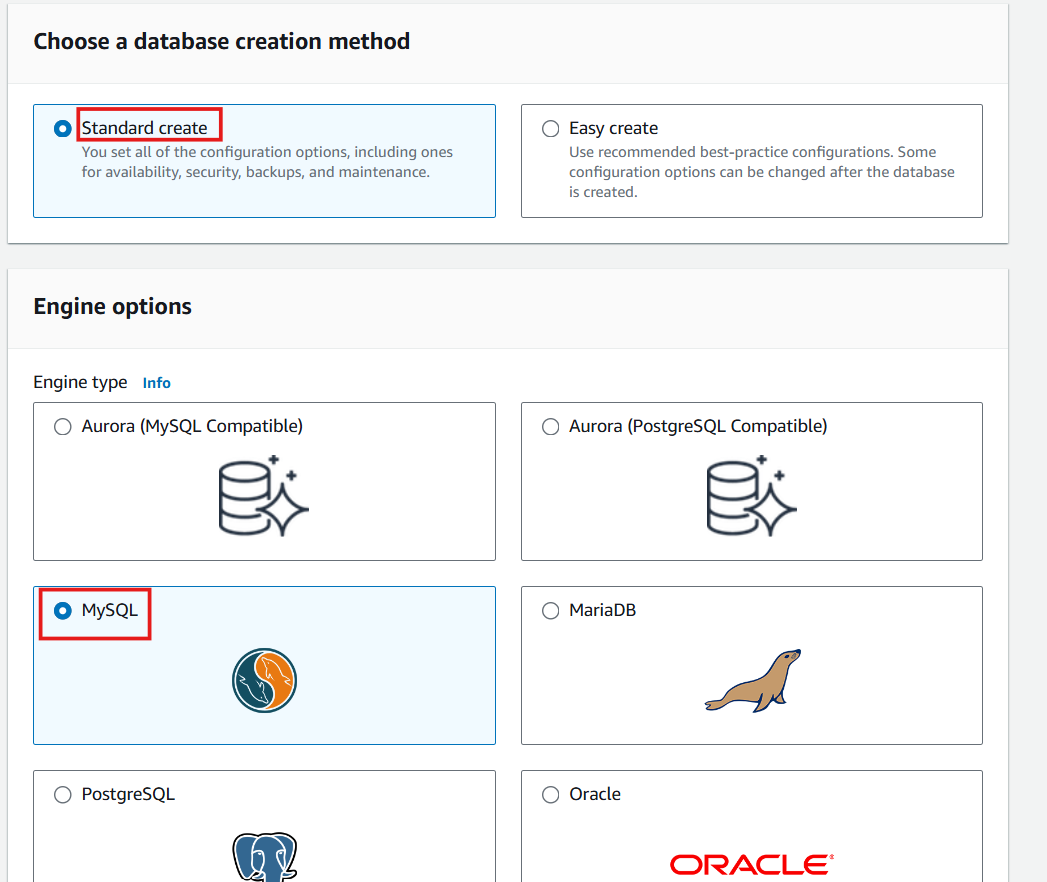 Choose a database creation method
Standard create
You set all of the configuration options, including ones
for availability, security, backups, and maintenance.
Easy create
Use recommended best-practice configurations. Some
configuration options can be changed after the database
is created.
Engine options
Engine type Info
Aurora (MySQL Compatible)
Aurora (PostgreSQL Compatible)
MySQL
MariaDB
PostgreSQL
Oracle
ORACLE®